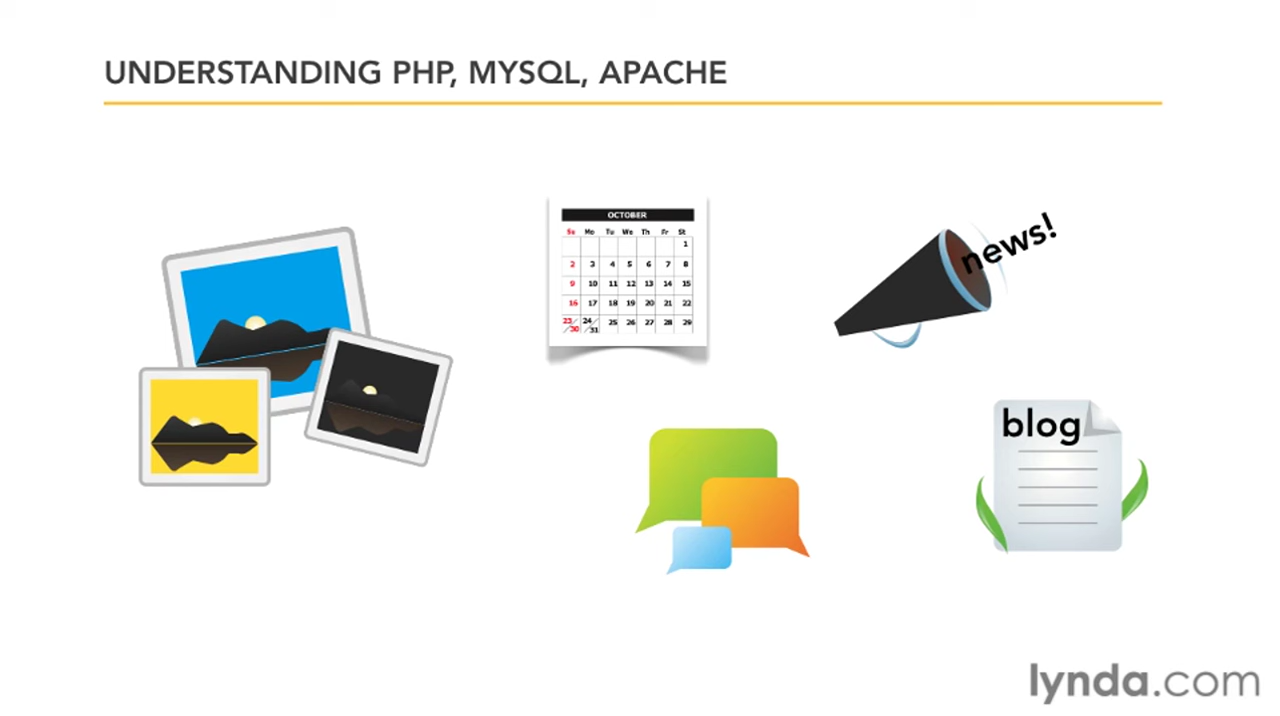 UNDERSTANDING PHP, MYSQL, APACHE
OCTOBER
Su Mo Tu We Th Fr St
1
2 3 4 5 6 7 8
9 10 11 12 13 14 15
16 17 18 19 20 21 22
23/30 24/31 25 26 27 28 29
news!
blog
lynda.com